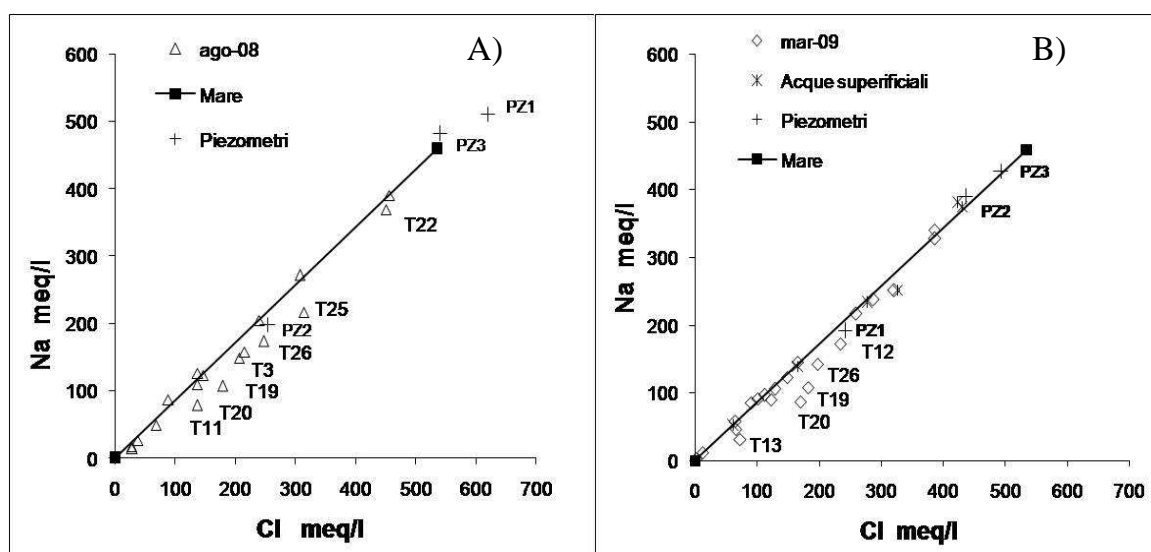 A)
ago-08
Mare
Piezometri
Na meq/l
600
500
400
300
200
100
0
PZ1
PZ3
T22
T25
PZ2
T26
T3
T19
T20
T11
0 100 200 300 400 500 600 700
Cl meq/l
B)
mar-09
Acque superificiali
Piezometri
Mare
Na meq/l
600
500
400
300
200
100
0
PZ3
PZ2
PZ1
T12
T26
T19
T20
T13
0 100 200 300 400 500 600 700
Cl meq/l